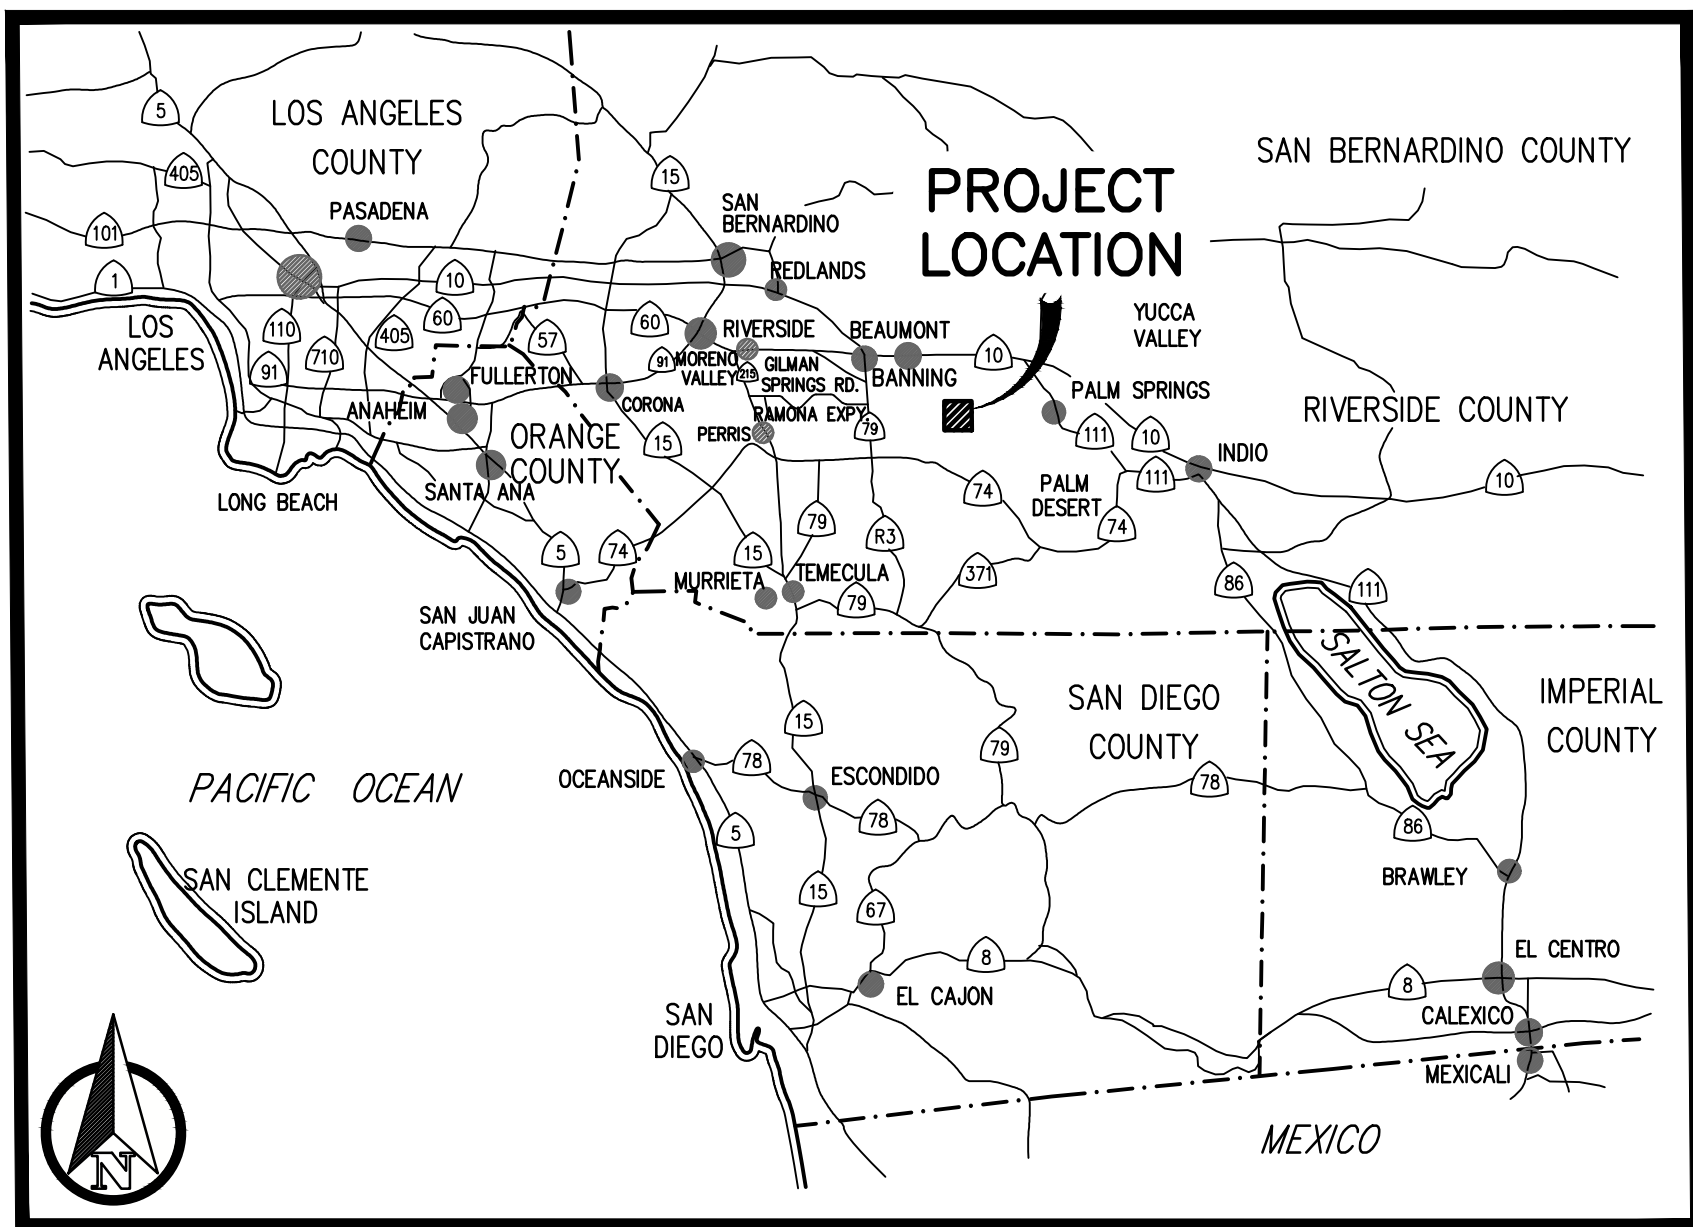 5
LOS ANGELES
COUNTY
405
15
SAN BERNARDINO COUNTY
PROJECT
LOCATION
PASADENA
SAN
BERNARDINO
101
1
10
REDLANDS
LOS
ANGELES
110
60
405
57
60
RIVERSIDE
BEAUMONT
YUCCA
VALLEY
710
91
91
MORENO
VALLEY
215
GILMAN
SPRINGS RD.
10
BANNING
FULLERTON
PALM SPRINGS
ANAHEIM
CORONA
RAMONA EXPY.
79
RIVERSIDE COUNTY
ORANGE
COUNTY
15
PERRIS
111
10
INDIO
SANTA ANA
LONG BEACH
74
PALM
DESERT
111
10
79
R3
74
5
74
15
MURRIETA
TEMECULA
371
86
111
79
SAN JUAN
CAPISTRANO
SALTON SEA
SAN DIEGO
COUNTY
IMPERIAL
COUNTY
15
79
PACIFIC OCEAN
OCEANSIDE
78
ESCONDIDO
78
78
5
86
SAN CLEMENTE
ISLAND
BRAWLEY
15
67
8
EL CENTRO
8
EL CAJON
SAN
DIEGO
CALEXICO
MEXICALI
MEXICO
N